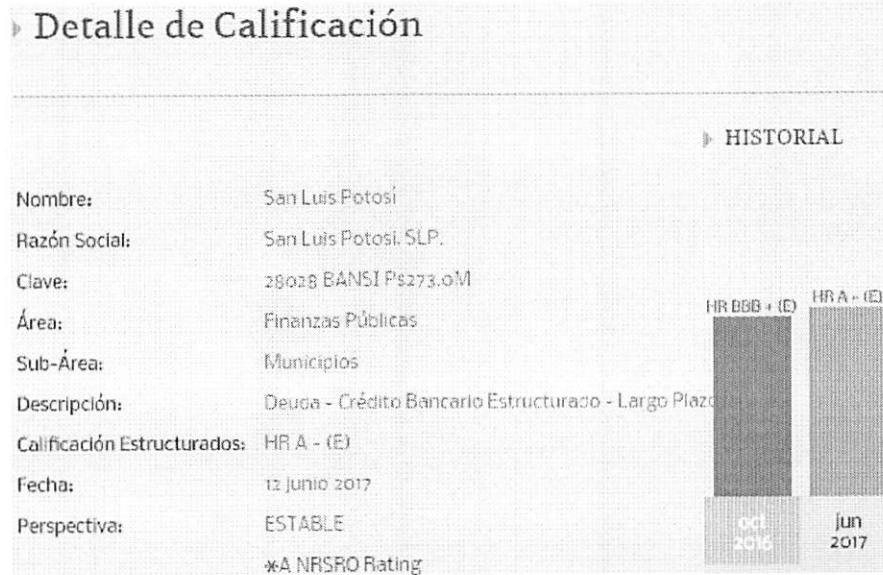 Detalle de Calificación
HISTORIAL
Nombre: San Luis Potosí
Razón Social: San Luis Potosi. SLP.
Clave: 28028 BANSI Ps273.0M
Área: Finanzas Públicas
Sub-Área: Municipios
Descripción: Deuda - Crédito Bancario Estructurado - Largo Plazo
Calificación Estructurados: HR A - (E)
Fecha: 12 junio 2017
Perspectiva: ESTABLE
*A NRSRO Rating
HR BBB + (E)
HR A - (E)
oct
2016
jun
2017